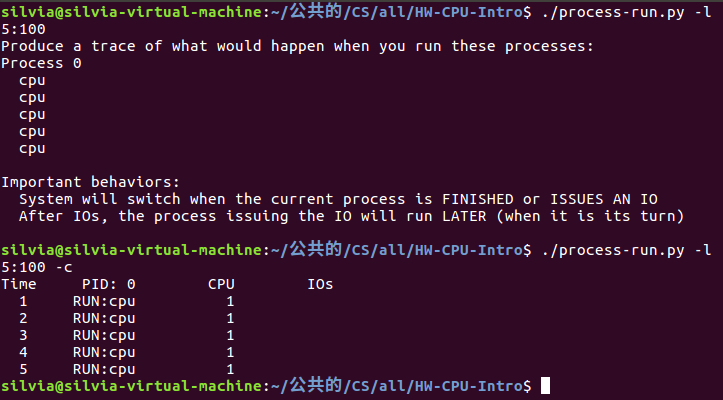 silvia@silvia-virtual-machine:~/公共的/CS/all/HW-CPU-Intro$ ./process-run.py -l
5:100
Produce a trace of what would happen when you run these processes:
Process 0
  cpu
  cpu
  cpu
  cpu
  cpu

Important behaviors:
  System will switch when the current process is FINISHED or ISSUES AN IO
  After IOs, the process issuing the IO will run LATER (when it is its turn)

silvia@silvia-virtual-machine:~/公共的/CS/all/HW-CPU-Intro$ ./process-run.py -l
5:100 -c
Time     PID: 0        CPU        IOs
  1     RUN:cpu          1
  2     RUN:cpu          1
  3     RUN:cpu          1
  4     RUN:cpu          1
  5     RUN:cpu          1
silvia@silvia-virtual-machine:~/公共的/CS/all/HW-CPU-Intro$